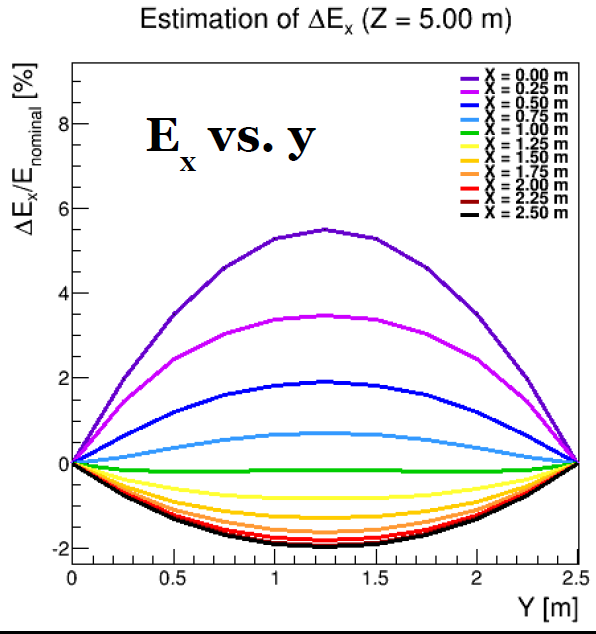 Estimation of ΔEx (Z = 5.00 m)
ΔEx/Enominal [%]
Ex vs. y
X = 0.00 m
X = 0.25 m
X = 0.50 m
X = 0.75 m
X = 1.00 m
X = 1.25 m
X = 1.50 m
X = 1.75 m
X = 2.00 m
X = 2.25 m
X = 2.50 m
8
6
4
2
0
-2
0 0.5 1 1.5 2 2.5
Y [m]